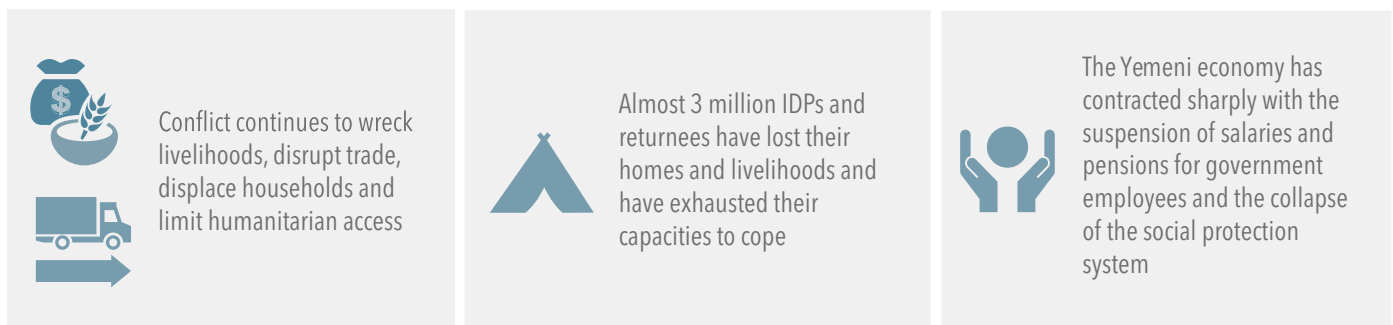 $
Conflict continues to wreck
livelihoods, disrupt trade,
displace households and
limit humanitarian access
Almost 3 million IDPs and
returnees have lost their
homes and livelihoods and
have exhausted their
capacities to cope
The Yemeni economy has
contracted sharply with the
suspension of salaries and
pensions for government
employees and the collapse
of the social protection
system